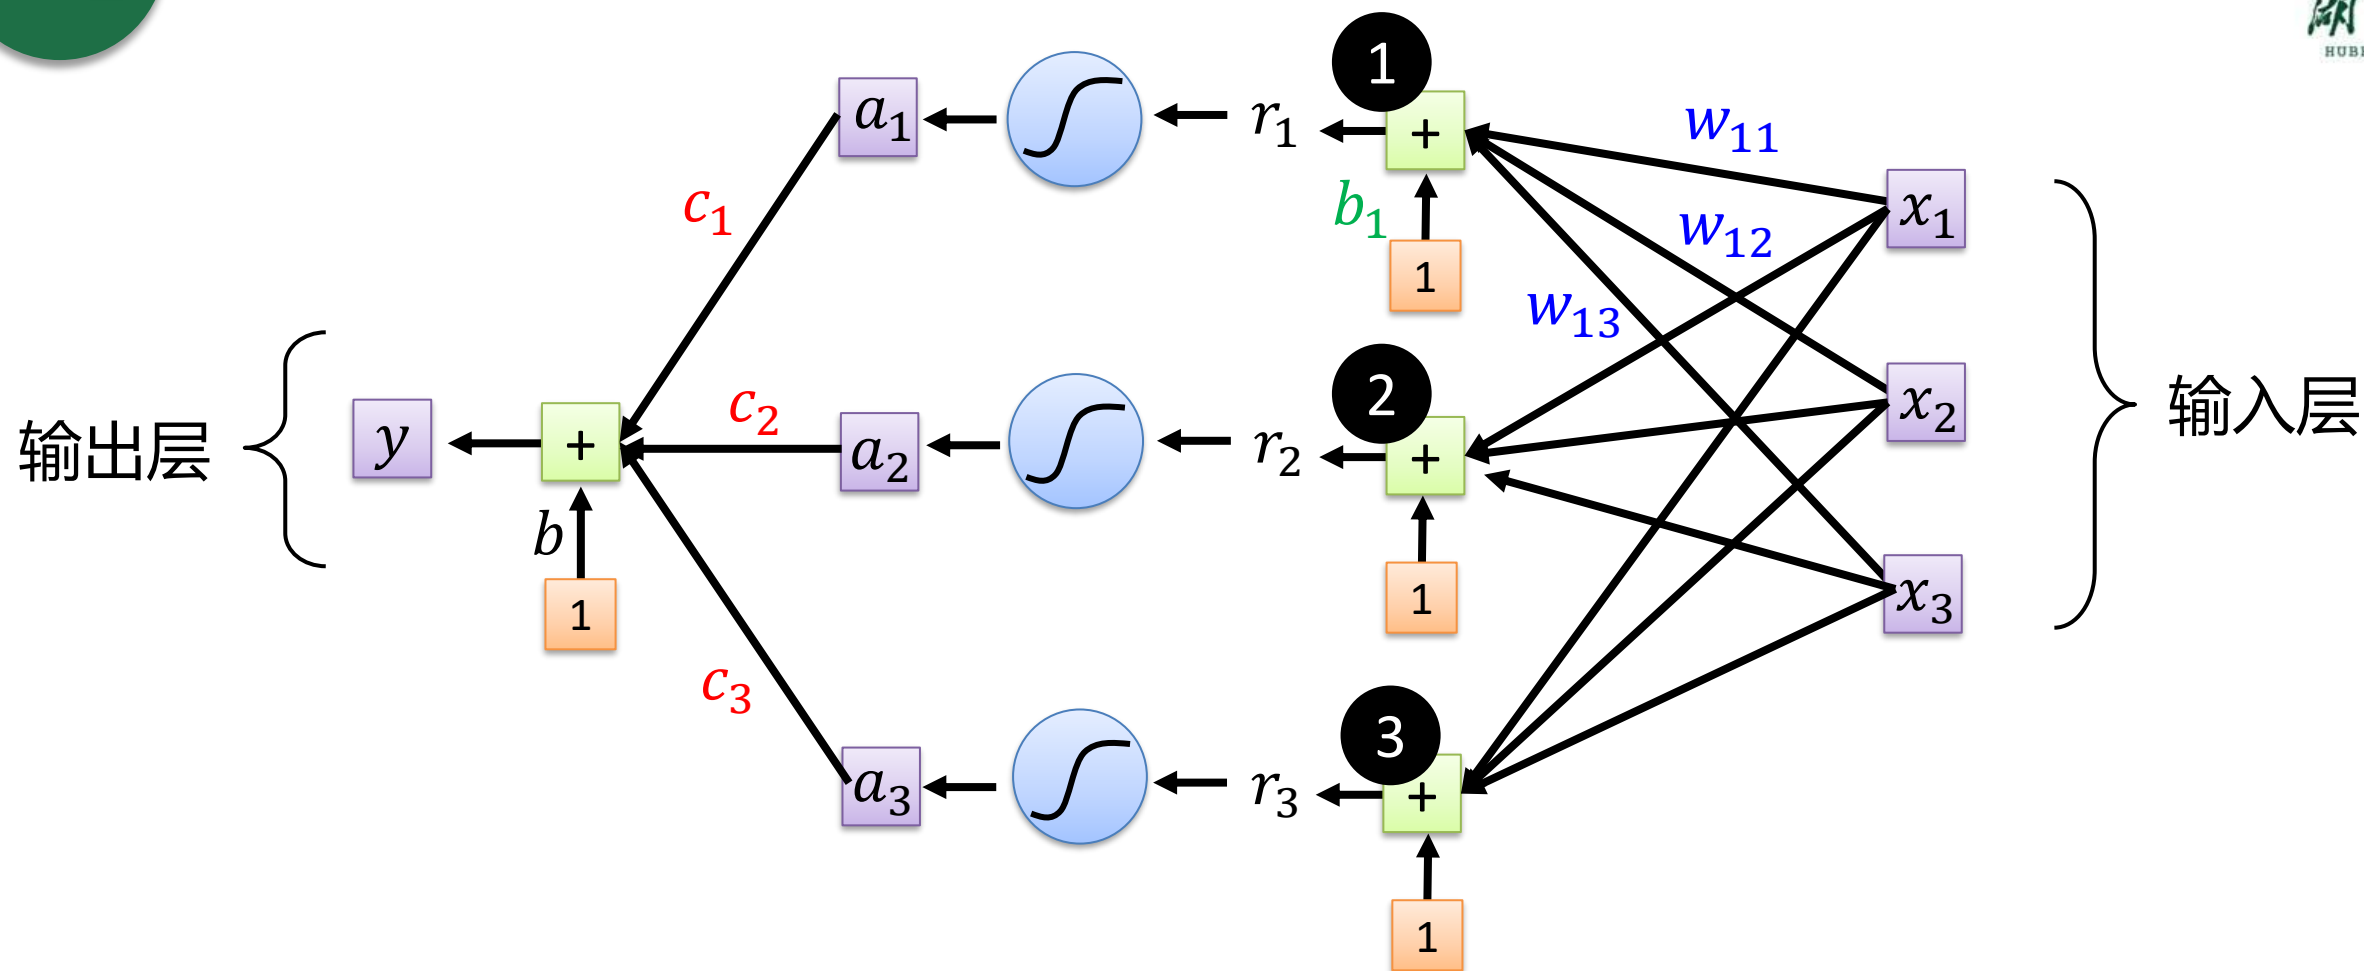 1
a₁
r₁
+
w₁₁
c₁
b₁
x₁
w₁₂
1
w₁₃
2
输出层
y
+
c₂
a₂
r₂
+
x₂
输入层
b
1
1
x₃
c₃
3
a₃
r₃
+
1